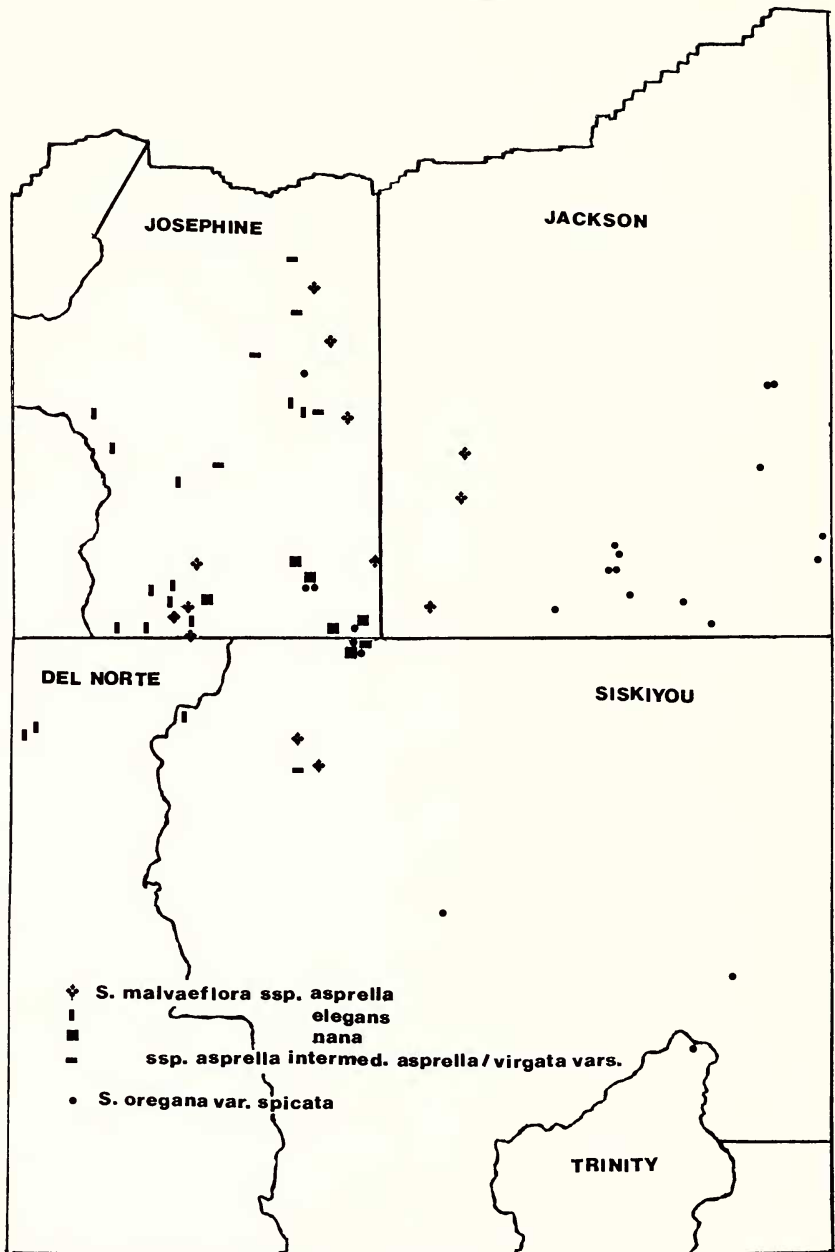 JOSEPHINE
JACKSON
DEL NORTE
SISKIYOU
S. malvaeflora ssp. asprella
elegans
nana
ssp. asprella intermed. asprella/virgata vars.
S. oregana var. spicata
TRINITY